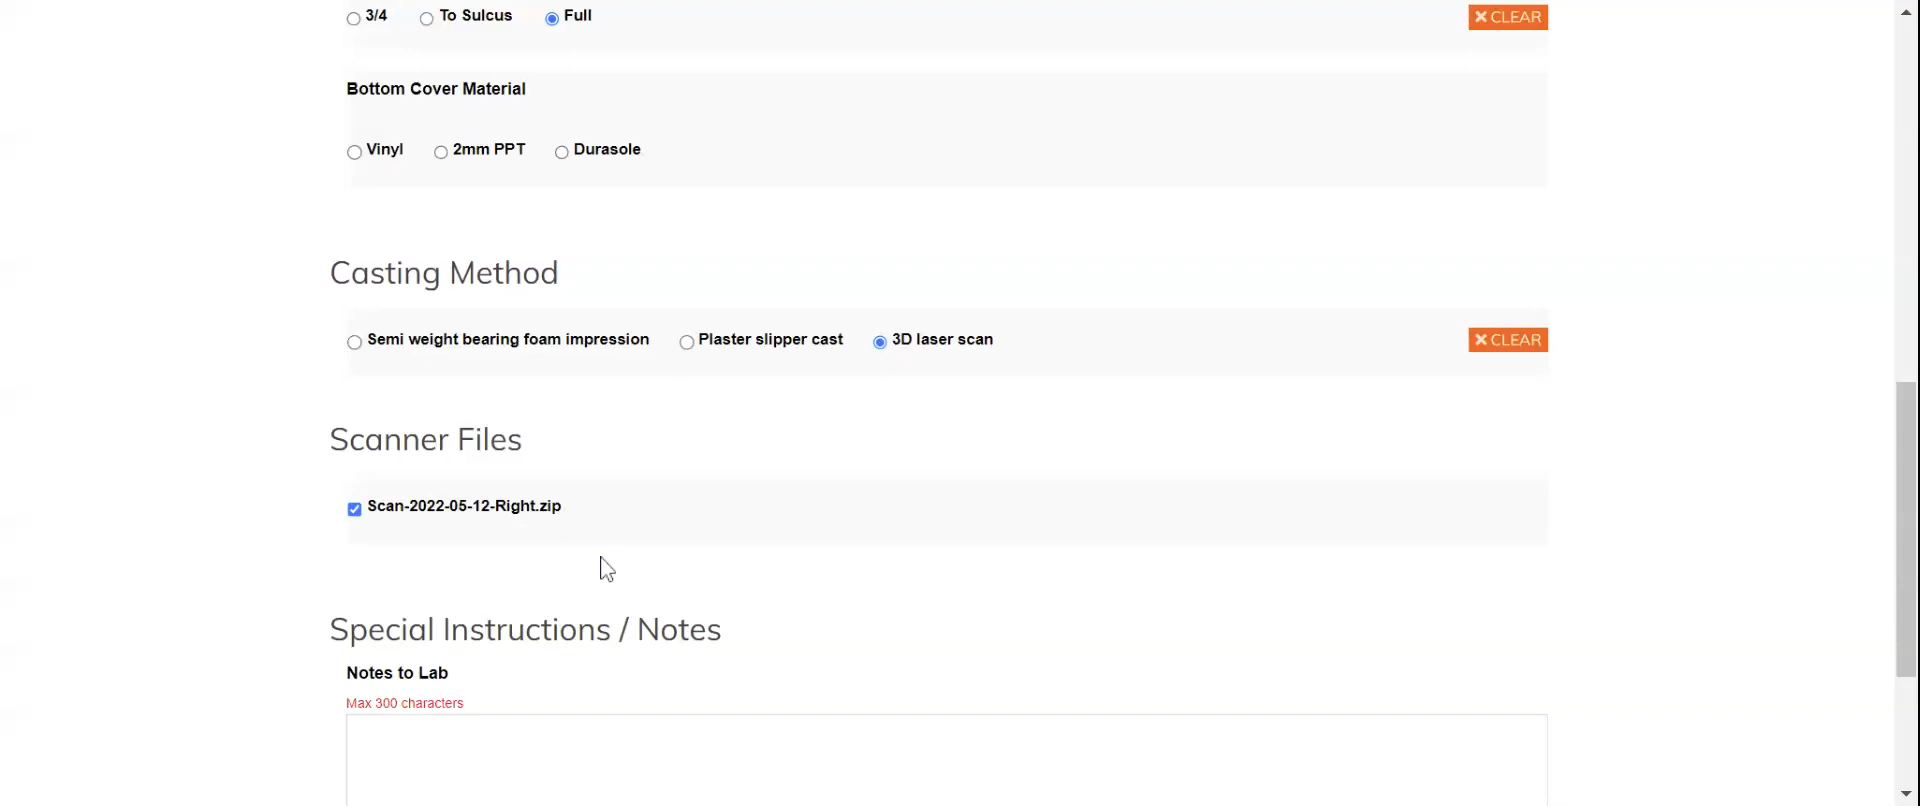 3/4 To Sulcus Full CLEAR
Bottom Cover Material
Vinyl 2mm PPT Durasole
Casting Method
Semi weight bearing foam impression Plaster slipper cast 3D laser scan CLEAR
Scanner Files
Scan-2022-05-12-Right.zip
Special Instructions / Notes
Notes to Lab
Max 300 characters